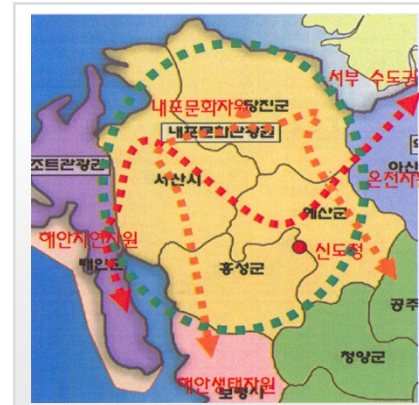 서부 수도권
내포문화자원
당진군
내포문화관광권
조트관광권
아산
서산시
온천자원
예산군
해안자연자원
신도청
태안군
홍성군
공주
청양군
해안생태자원
보령시